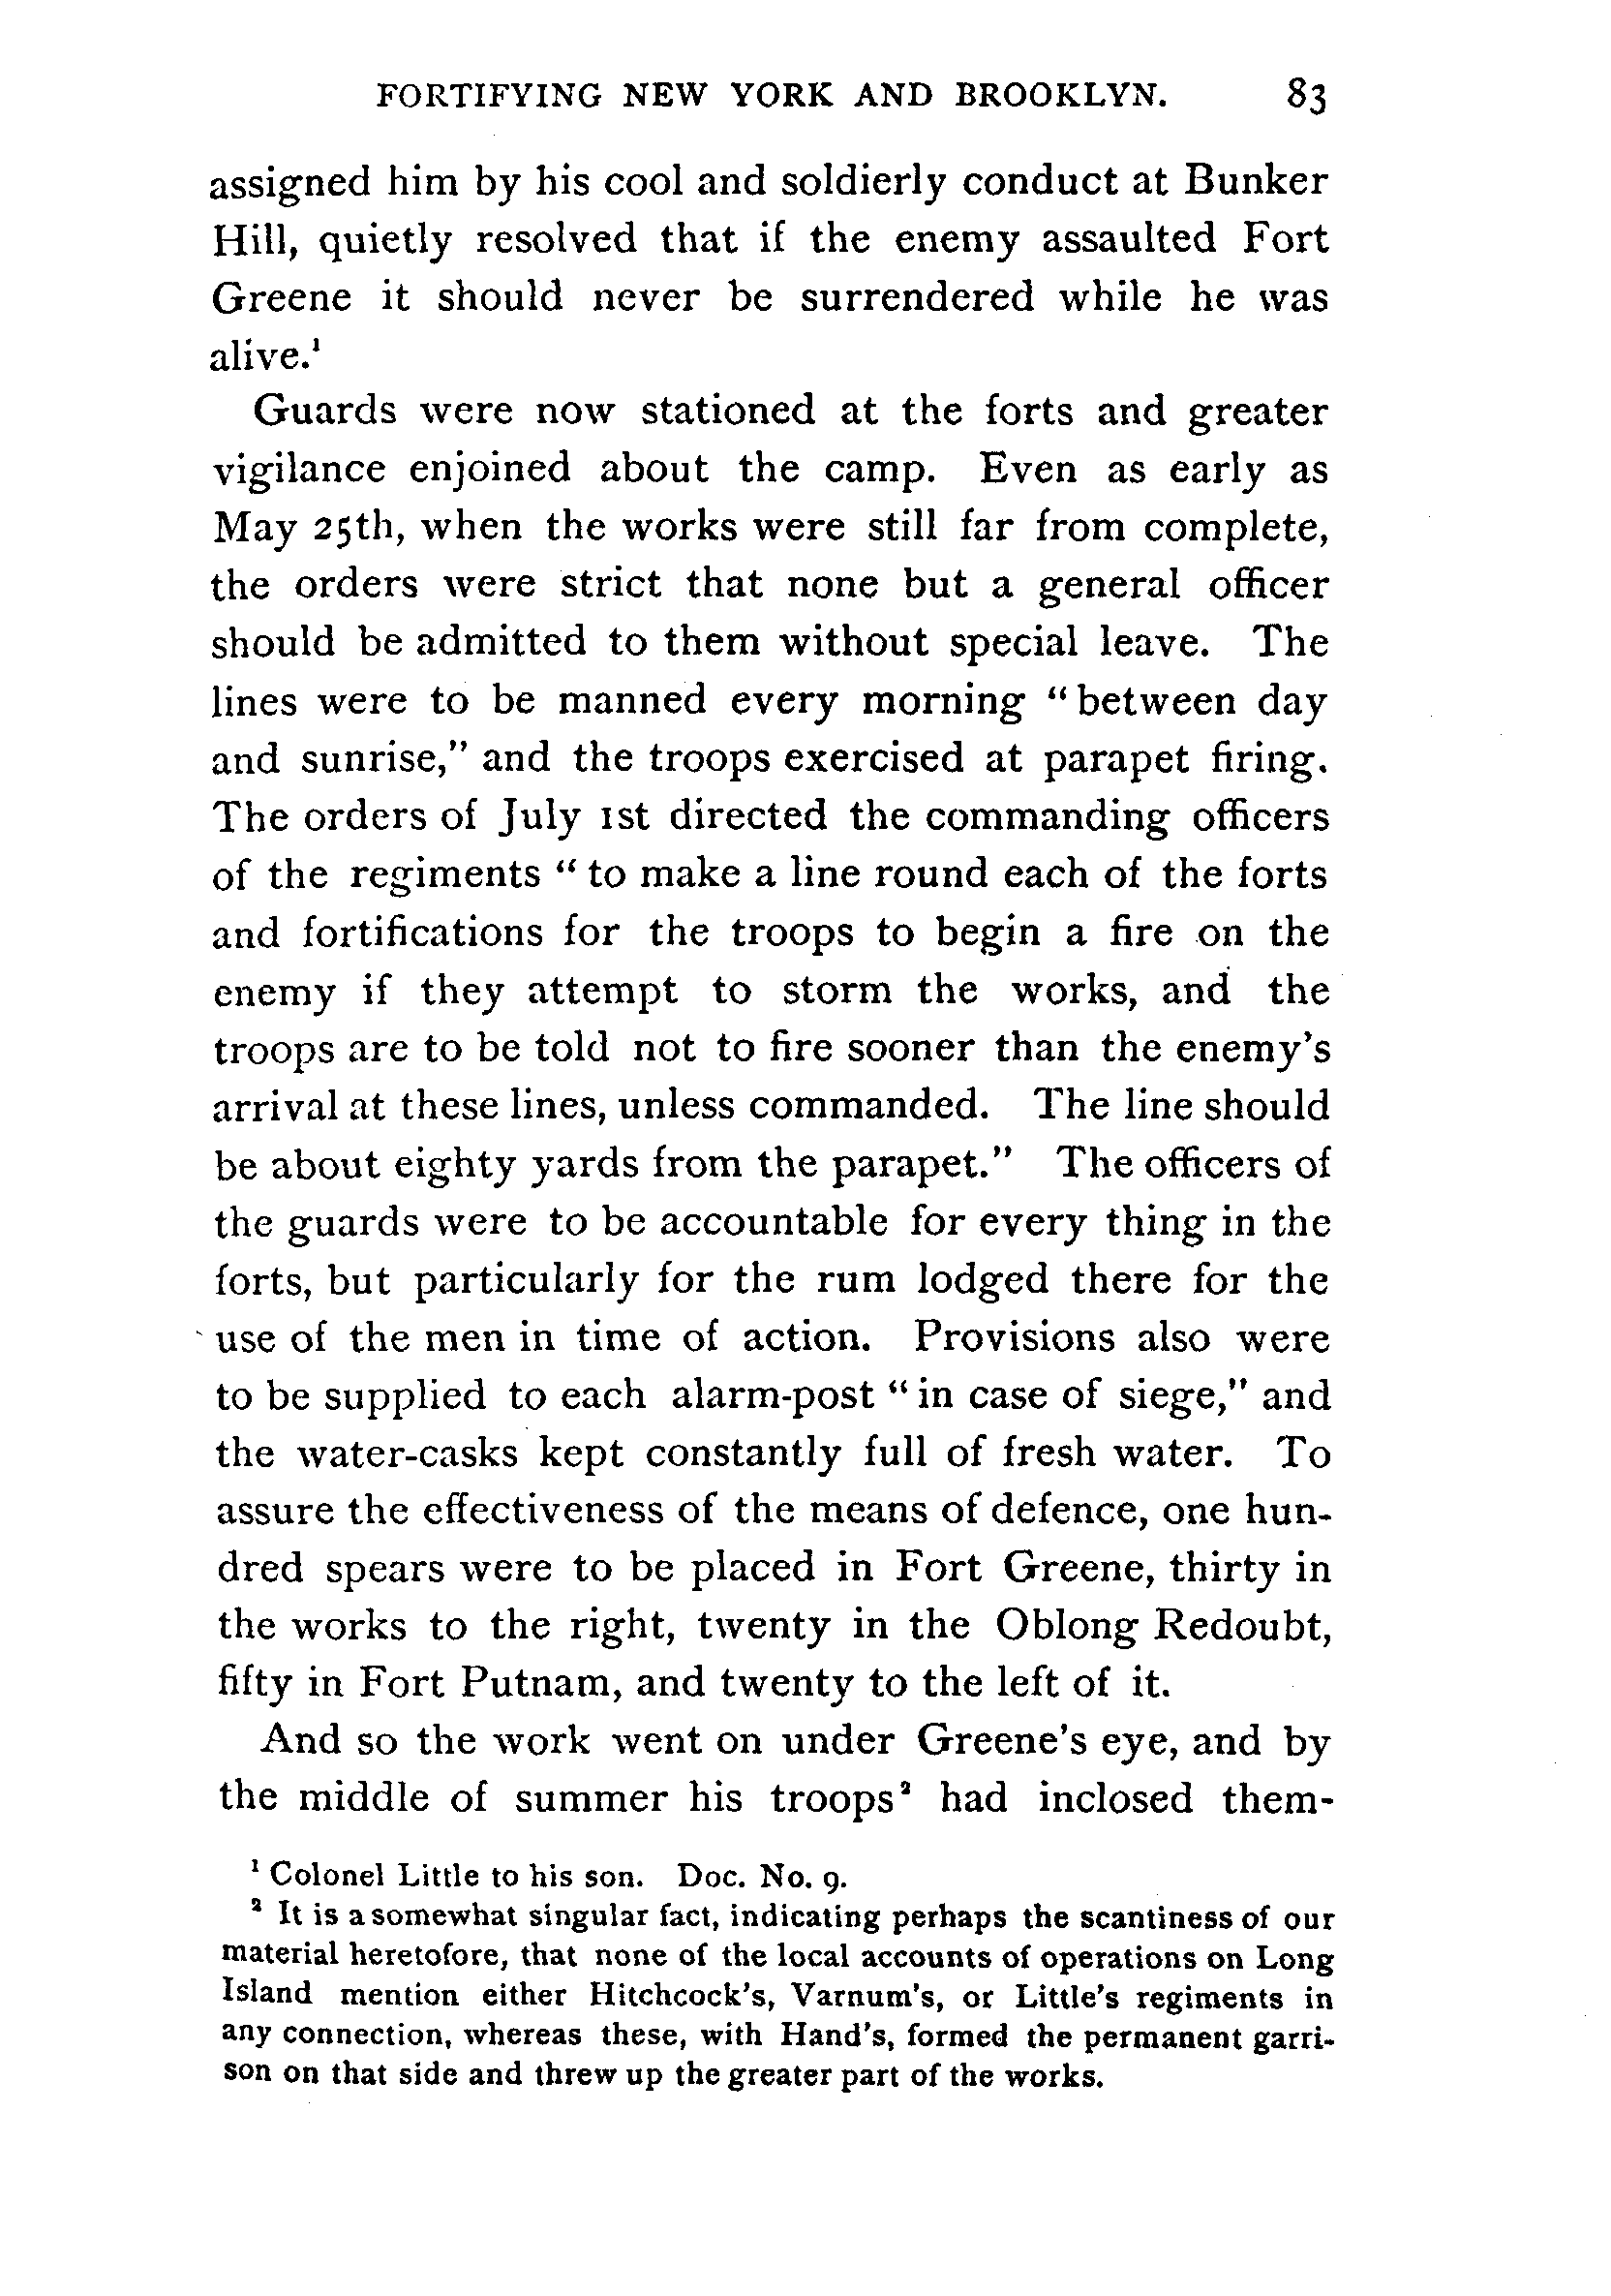 FORTIFYING NEW YORK AND BROOKLYN. 83
assigned him by his cool and soldierly conduct at Bunker
Hill, quietly resolved that if the enemy assaulted Fort
Greene it should never be surrendered while he was
alive.¹
Guards were now stationed at the forts and greater
vigilance enjoined about the camp. Even as early as
May 25th, when the works were still far from complete,
the orders were strict that none but a general officer
should be admitted to them without special leave. The
lines were to be manned every morning “between day
and sunrise,” and the troops exercised at parapet firing.
The orders of July 1st directed the commanding officers
of the regiments “to make a line round each of the forts
and fortifications for the troops to begin a fire on the
enemy if they attempt to storm the works, and the
troops are to be told not to fire sooner than the enemy's
arrival at these lines, unless commanded. The line should
be about eighty yards from the parapet.” The officers of
the guards were to be accountable for every thing in the
forts, but particularly for the rum lodged there for the
use of the men in time of action. Provisions also were
to be supplied to each alarm-post “in case of siege,” and
the water-casks kept constantly full of fresh water. To
assure the effectiveness of the means of defence, one hun-
dred spears were to be placed in Fort Greene, thirty in
the works to the right, twenty in the Oblong Redoubt,
fifty in Fort Putnam, and twenty to the left of it.
And so the work went on under Greene's eye, and by
the middle of summer his troops² had inclosed them-
¹ Colonel Little to his son. Doc. No. 9.
² It is a somewhat singular fact, indicating perhaps the scantiness of our
material heretofore, that none of the local accounts of operations on Long
Island mention either Hitchcock's, Varnum's, or Little's regiments in
any connection, whereas these, with Hand's, formed the permanent garri-
son on that side and threw up the greater part of the works.